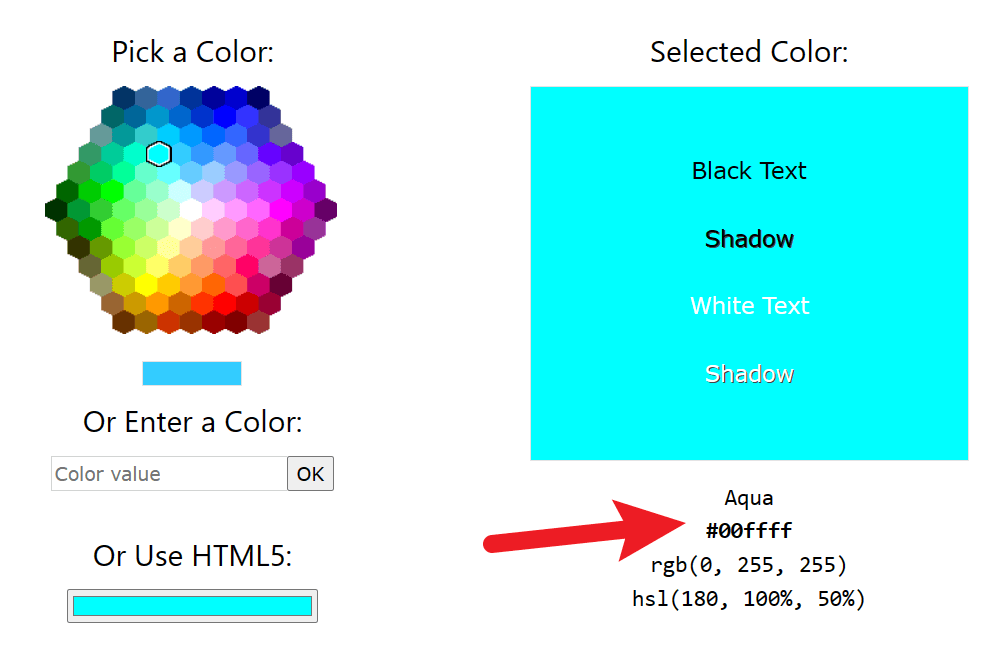 Pick a Color:
Or Enter a Color:
Color value
OK
Or Use HTML5:
Selected Color:
Black Text
Shadow
White Text
Shadow
Aqua
#00ffff
rgb(0, 255, 255)
hsl(180, 100%, 50%)